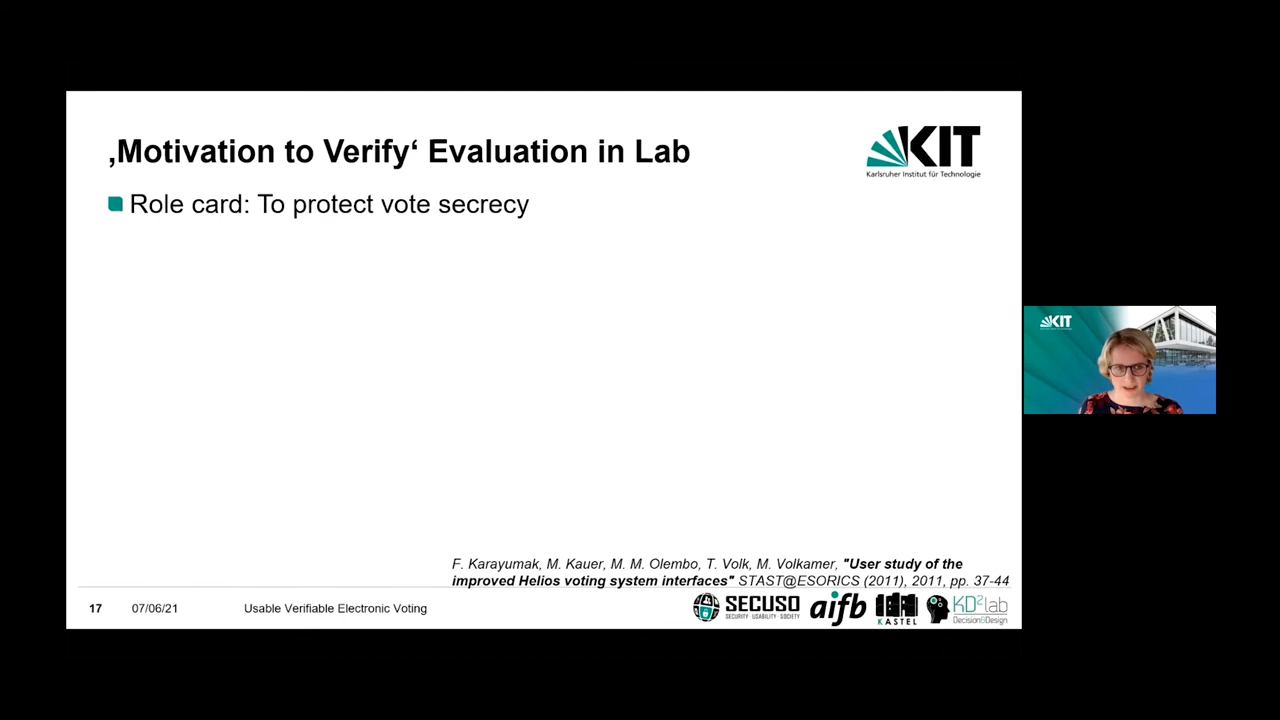 ‚Motivation to Verify‘ Evaluation in Lab
KIT
Karlsruher Institut für Technologie
Role card: To protect vote secrecy
KIT
F. Karayumak, M. Kauer, M. M. Olembo, T. Volk, M. Volkamer, "User study of the
improved Helios voting system interfaces" STAST@ESORICS (2011), 2011, pp. 37-44
17 07/06/21 Usable Verifiable Electronic Voting
SECUSO
SECURITY · USABILITY · SOCIETY
aifb
KASTEL
KD²lab
Decision&Design